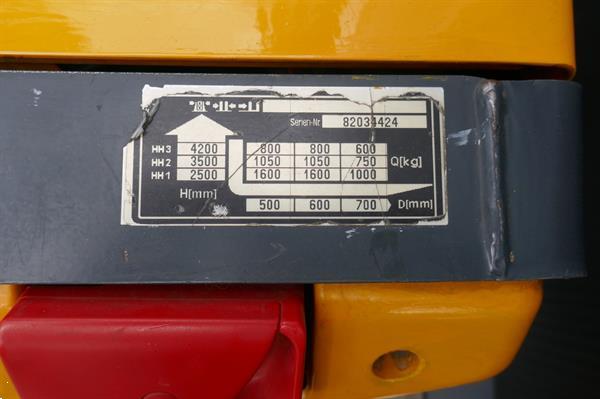 Serien-Nr. 82034424
HH3 4200 800 800 600
HH2 3500 1050 1050 750 Q[kg]
HH1 2500 1600 1600 1000
H[mm]
500 600 700 D[mm]